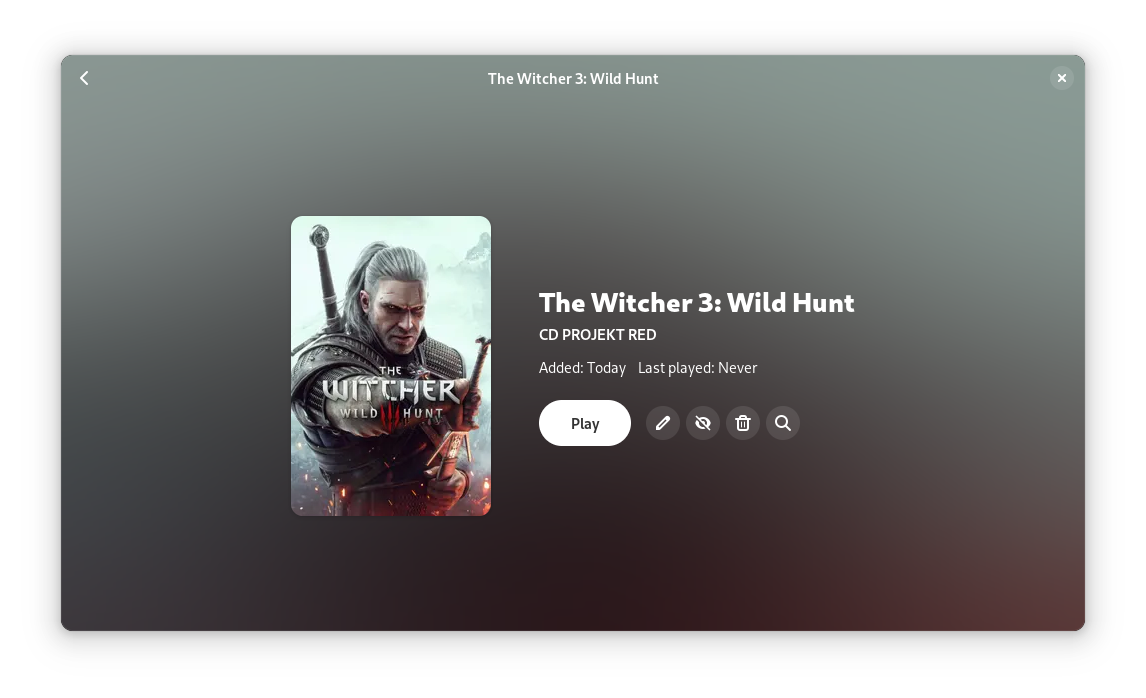 The Witcher 3: Wild Hunt
THE
WITCHER
WILD HUNT
The Witcher 3: Wild Hunt
CD PROJEKT RED
Added: Today Last played: Never
Play